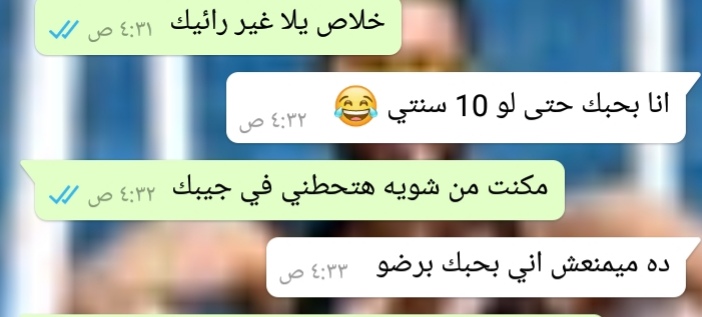 خلاص يلا غير رائيك ٤:٣١ ص
انا بحبك حتى لو 10 سنتي 😂 ٤:٣٢ ص
مكنت من شويه هتحطني في جيبك ٤:٣٢ ص
ده ميمنعش اني بحبك برضو ٤:٣٣ ص